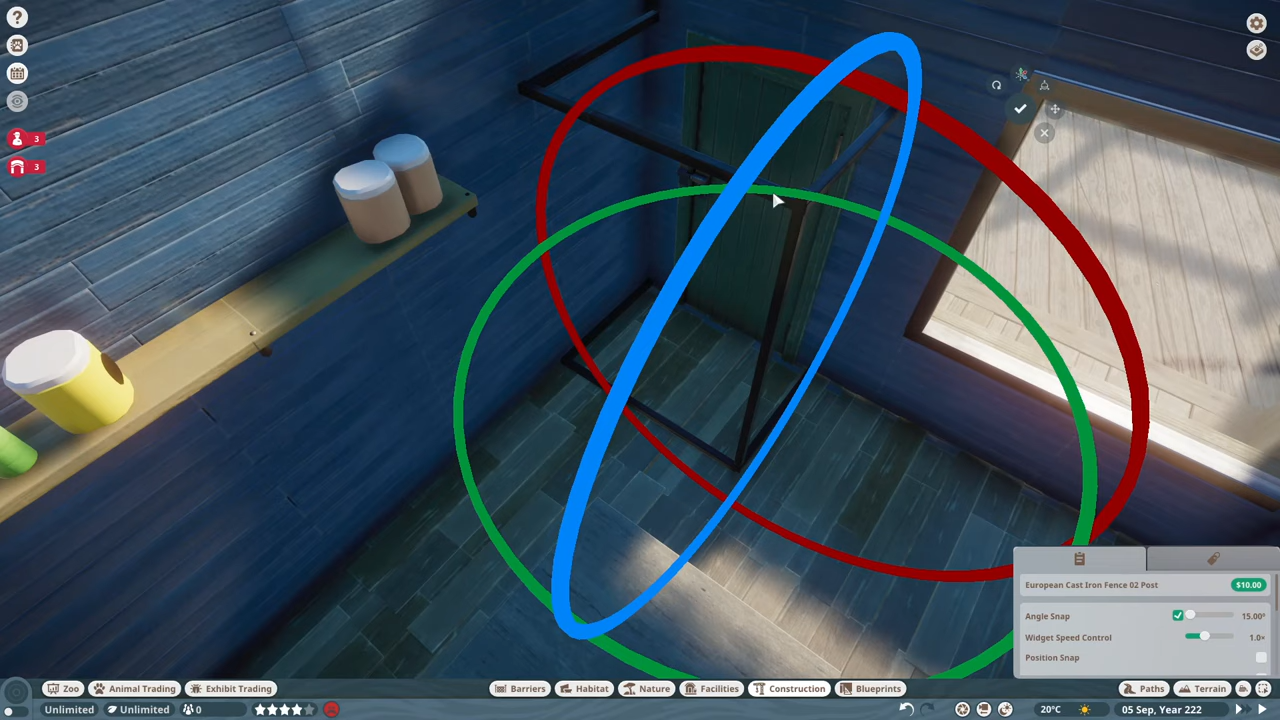 ?
3
3
European Cast Iron Fence 02 Post
$10.00
Angle Snap
15.00°
Widget Speed Control
1.0×
Position Snap
Zoo
Animal Trading
Exhibit Trading
Barriers
Habitat
Nature
Facilities
Construction
Blueprints
Paths
Terrain
Unlimited
Unlimited
0
20°C
05 Sep, Year 222